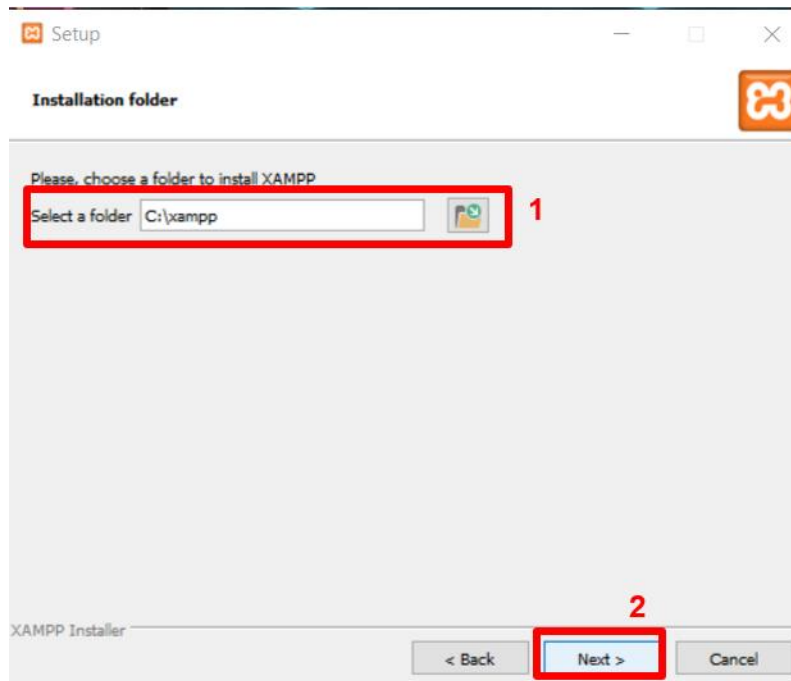 Setup
Installation folder
Please, choose a folder to install XAMPP
Select a folder C:\xampp
1
2
XAMPP Installer
< Back Next > Cancel